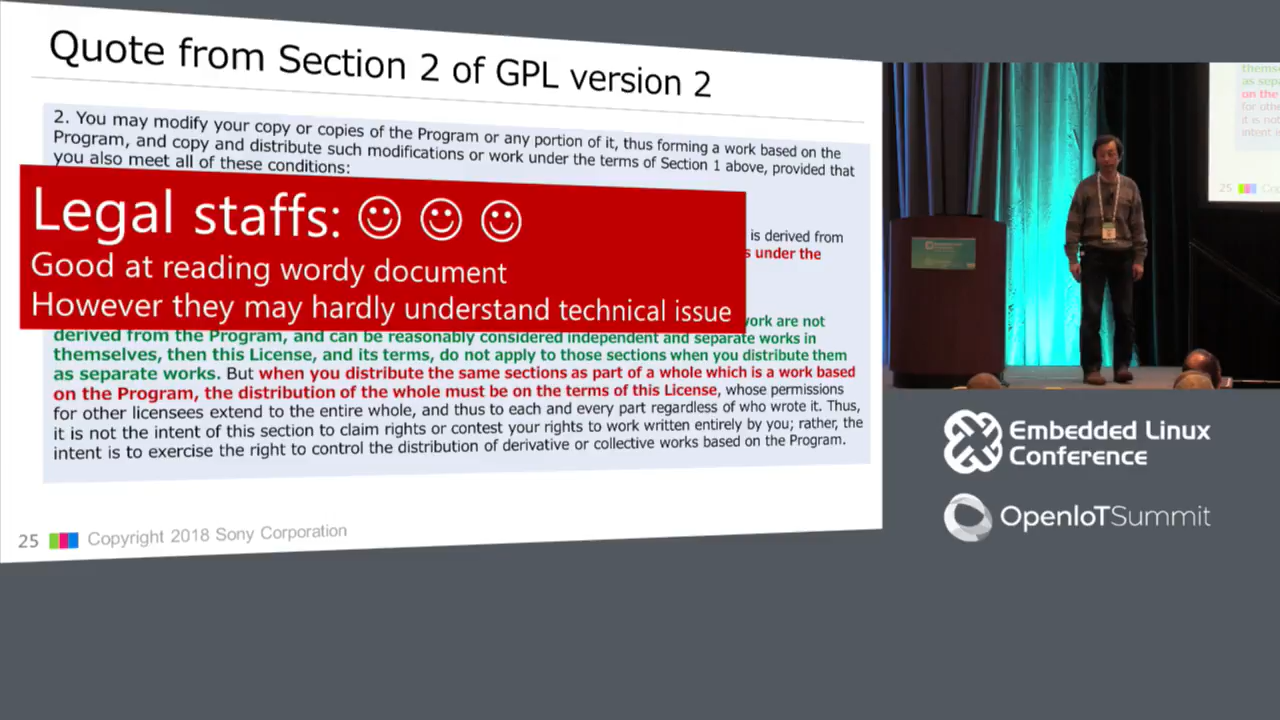 Quote from Section 2 of GPL version 2
2. You may modify your copy or copies of the Program or any portion of it, thus forming a work based on the
Program, and copy and distribute such modifications or work under the terms of Section 1 above, provided that
you also meet all of these conditions:
Legal staffs:
Good at reading wordy document
However they may hardly understand technical issue
is derived from
under the
work are not
derived from the Program, and can be reasonably considered independent and separate works in
themselves, then this License, and its terms, do not apply to those sections when you distribute them
as separate works. But when you distribute the same sections as part of a whole which is a work based
on the Program, the distribution of the whole must be on the terms of this License, whose permissions
for other licensees extend to the entire whole, and thus to each and every part regardless of who wrote it. Thus,
it is not the intent of this section to claim rights or contest your rights to work written entirely by you; rather, the
intent is to exercise the right to control the distribution of derivative or collective works based on the Program.
25 Copyright 2018 Sony Corporation
on the
it is not
intent
25
Embedded Linux
Conference
OpenIoTSummit